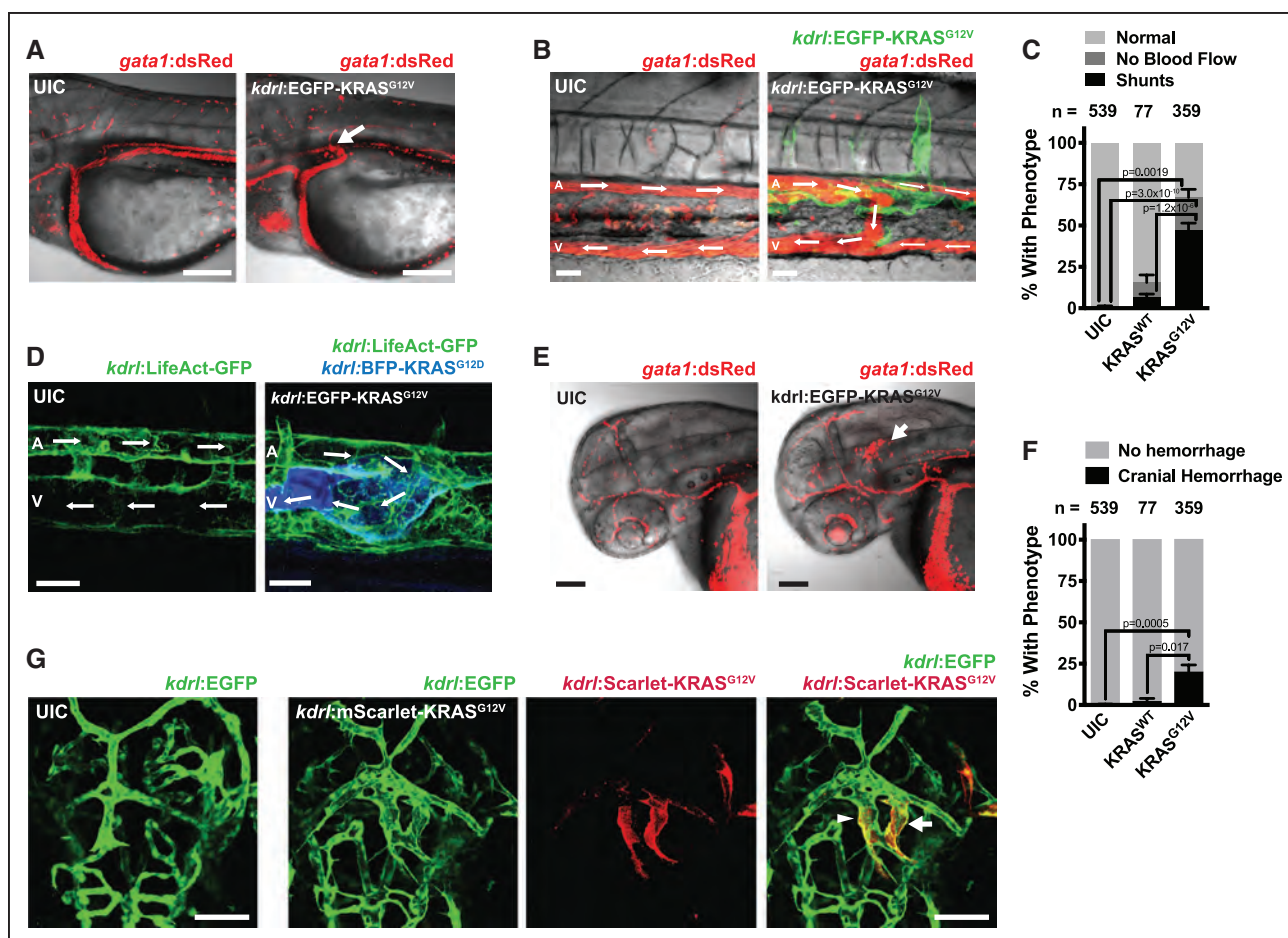 A
gata1:dsRed
UIC
gata1:dsRed
kdrl:EGFP-KRASG12V
B
kdrl:EGFP-KRASG12V
gata1:dsRed
gata1:dsRed
UIC
A
V
kdrl:EGFP-KRASG12V
A
V
C
Normal
No Blood Flow
Shunts
n = 539 77 359
% With Phenotype
100
75
50
25
0
p=0.0019
p=3.0x10-10
UIC
KRASWT
KRASG12V
D
kdrl:LifeAct-GFP
UIC
A
V
kdrl:LifeAct-GFP
kdrl:BFP-KRASG12D
kdrl:EGFP-KRASG12V
A
V
E
gata1:dsRed
UIC
gata1:dsRed
kdrl:EGFP-KRASG12V
F
No hemorrhage
Cranial Hemorrhage
n = 539 77 359
% With Phenotype
100
75
50
25
0
p=0.0005
p=0.017
UIC
KRASWT
KRASG12V
G
kdrl:EGFP
UIC
kdrl:EGFP
kdrl:mScarlet-KRASG12V
kdrl:Scarlet-KRASG12V
kdrl:EGFP
kdrl:Scarlet-KRASG12V